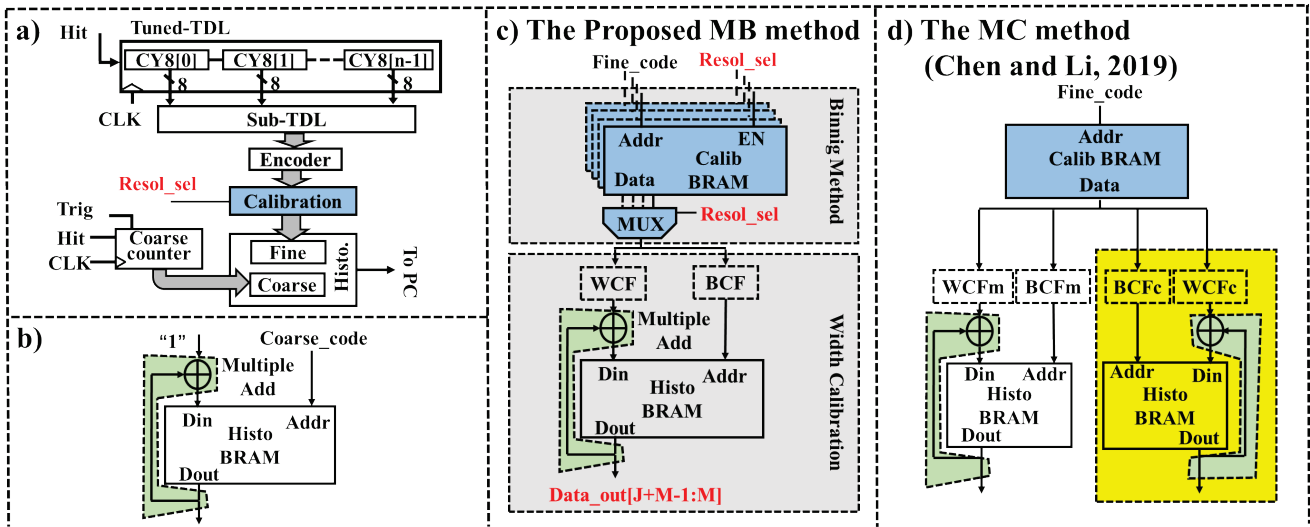 a)
Tuned-TDL
Hit
CY8[0]
CY8[1]
CY8[n-1]
8
8
8
CLK
Sub-TDL
Encoder
Resol_sel
Calibration
Trig
Hit
CLK
Coarse
counter
Fine
Coarse
Histo.
To PC
b)
“1”
Coarse_code
Multiple
Add
Din
Addr
Histo
BRAM
Dout
c) The Proposed MB method
Fine_code
Resol_sel
Addr
EN
Calib
BRAM
Data
MUX
Resol_sel
Binnig Method
WCF
BCF
Multiple
Add
Din
Addr
Histo
BRAM
Dout
Width Calibration
Data_out[J+M-1:M]
d) The MC method
(Chen and Li, 2019)
Fine_code
Addr
Calib BRAM
Data
WCFm
BCFm
BCFc
WCFc
Din
Addr
Histo
BRAM
Dout
Addr
Din
Histo
BRAM
Dout